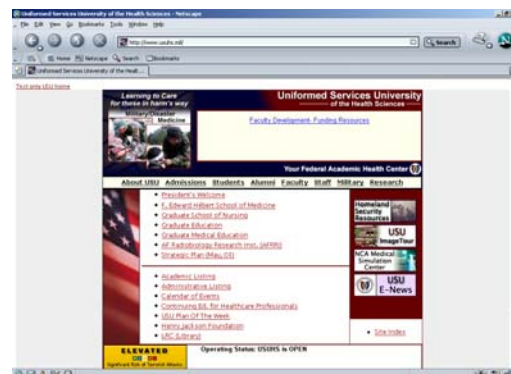 Uniformed Services University of the Health Sciences - Netscape
File Edit View Go Bookmarks Tools Window Help
http://www.usuhs.mil/
Search
Home Netscape Search Bookmarks
Uniformed Services University of the Healt...
Text only USU home
Learning to Care
for those in harm's way
Uniformed Services University
of the Health Sciences
Military/Disaster
Medicine
Faculty Development- Funding Resources
Your Federal Academic Health Center
About USU Admissions Students Alumni Faculty Staff Military Research
President's Welcome
F. Edward Hébert School of Medicine
Graduate School of Nursing
Graduate Education
Graduate Medical Education
AF Radiobiology Research Inst. (AFRRI)
Strategic Plan (May, 03)
Homeland
Security
Resources
USU
ImageTour
NCA Medical
Simulation
Center
USU
E-News
Academic Listing
Administrative Listing
Calendar of Events
Continuing Ed. for Healthcare Professionals
USU Plan Of The Week
Henry Jackson Foundation
LRC (Library)
Site Index
ELEVATED
Significant Risk of Terrorist Attacks
Operating Status: USUHS is OPEN